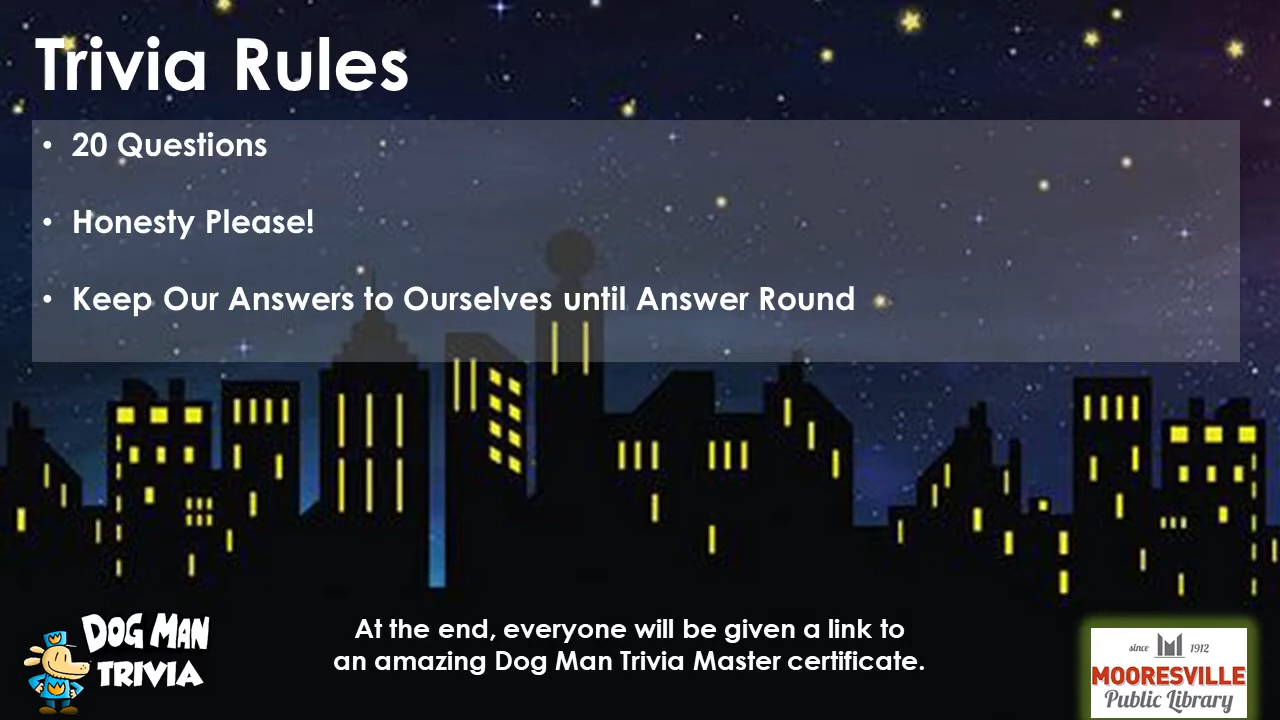 Trivia Rules
• 20 Questions
• Honesty Please!
• Keep Our Answers to Ourselves until Answer Round
DOG MAN
TRIVIA
At the end, everyone will be given a link to
an amazing Dog Man Trivia Master certificate.
since 1912
MOORESVILLE
Public Library